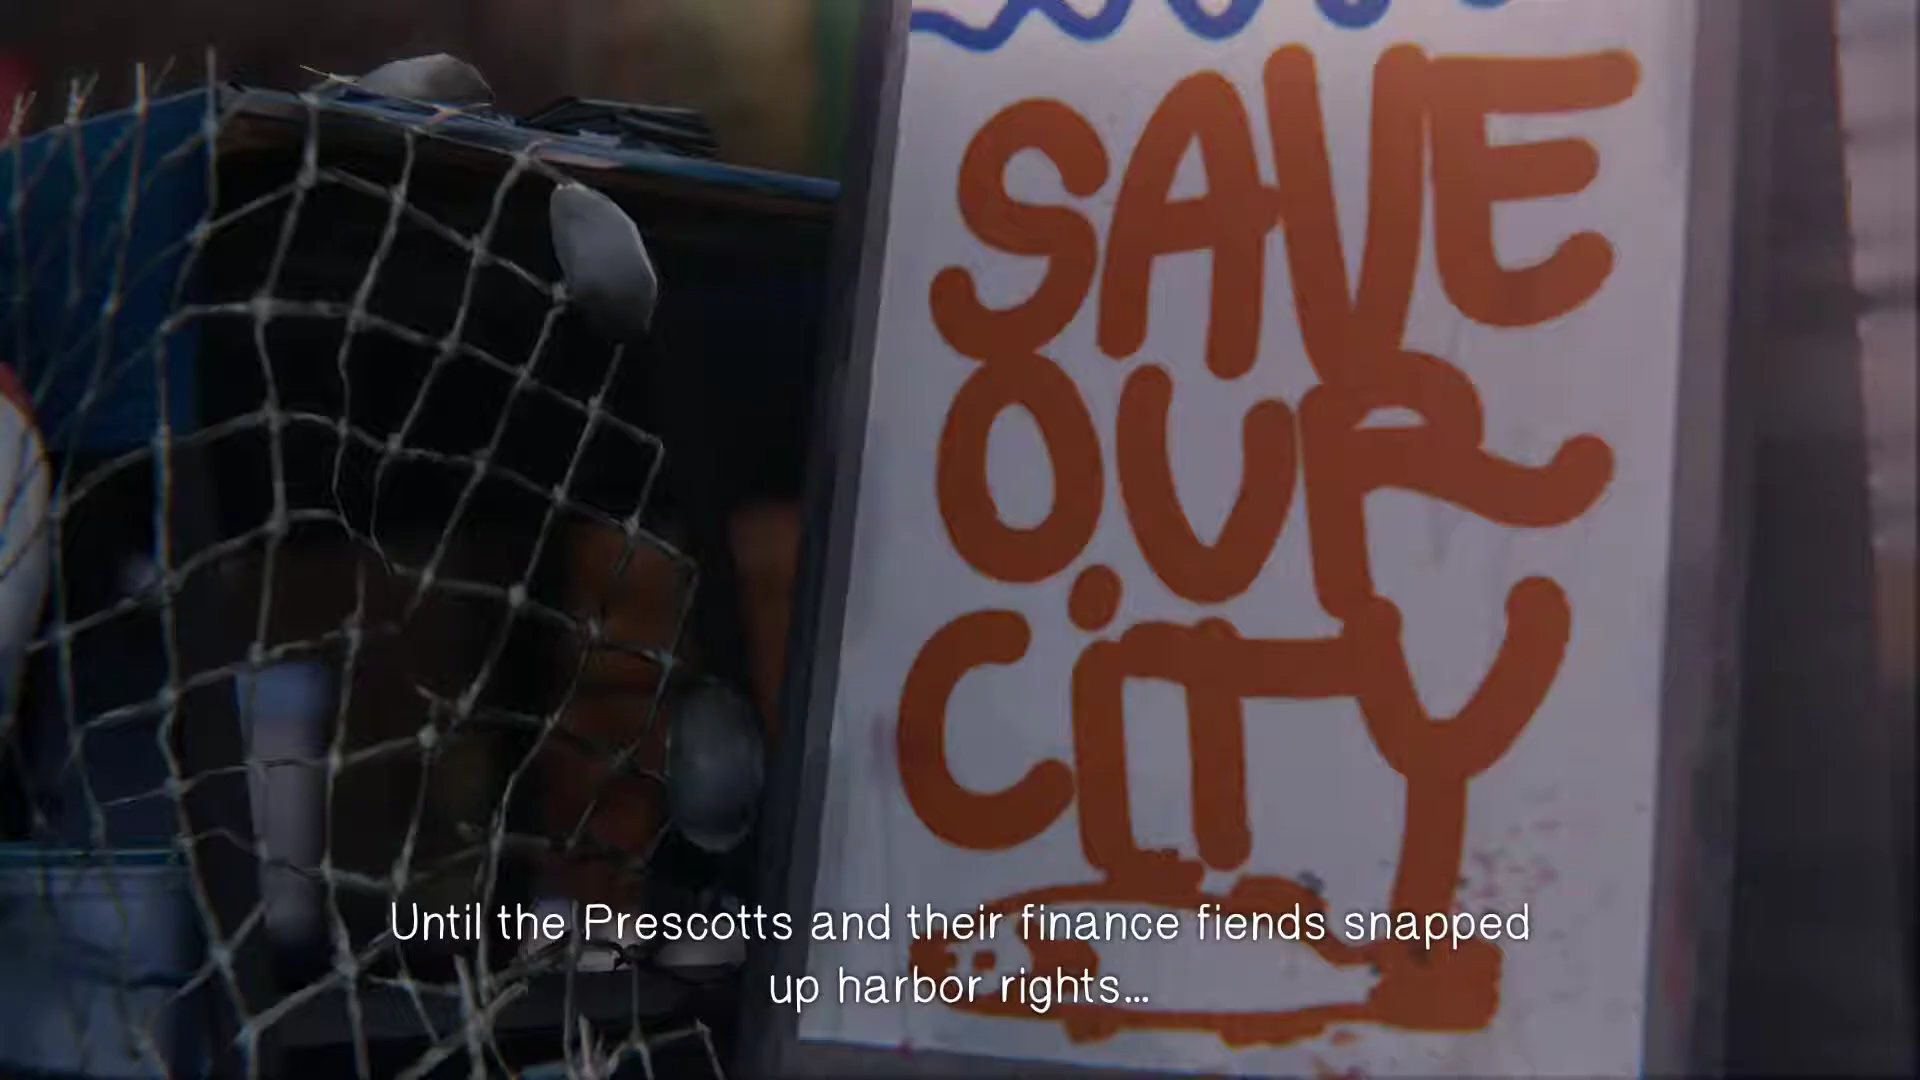 SAVE
OUR
CITY
Until the Prescotts and their finance fiends snapped
up harbor rights...